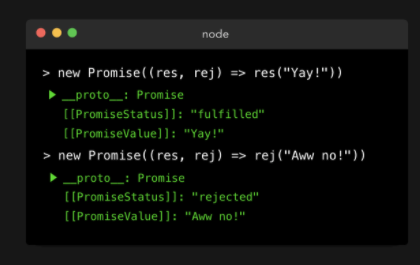 node
> new Promise((res, rej) => res("Yay!"))
▶ __proto__: Promise
[[PromiseStatus]]: "fulfilled"
[[PromiseValue]]: "Yay!"
> new Promise((res, rej) => rej("Aww no!"))
▶ __proto__: Promise
[[PromiseStatus]]: "rejected"
[[PromiseValue]]: "Aww no!"